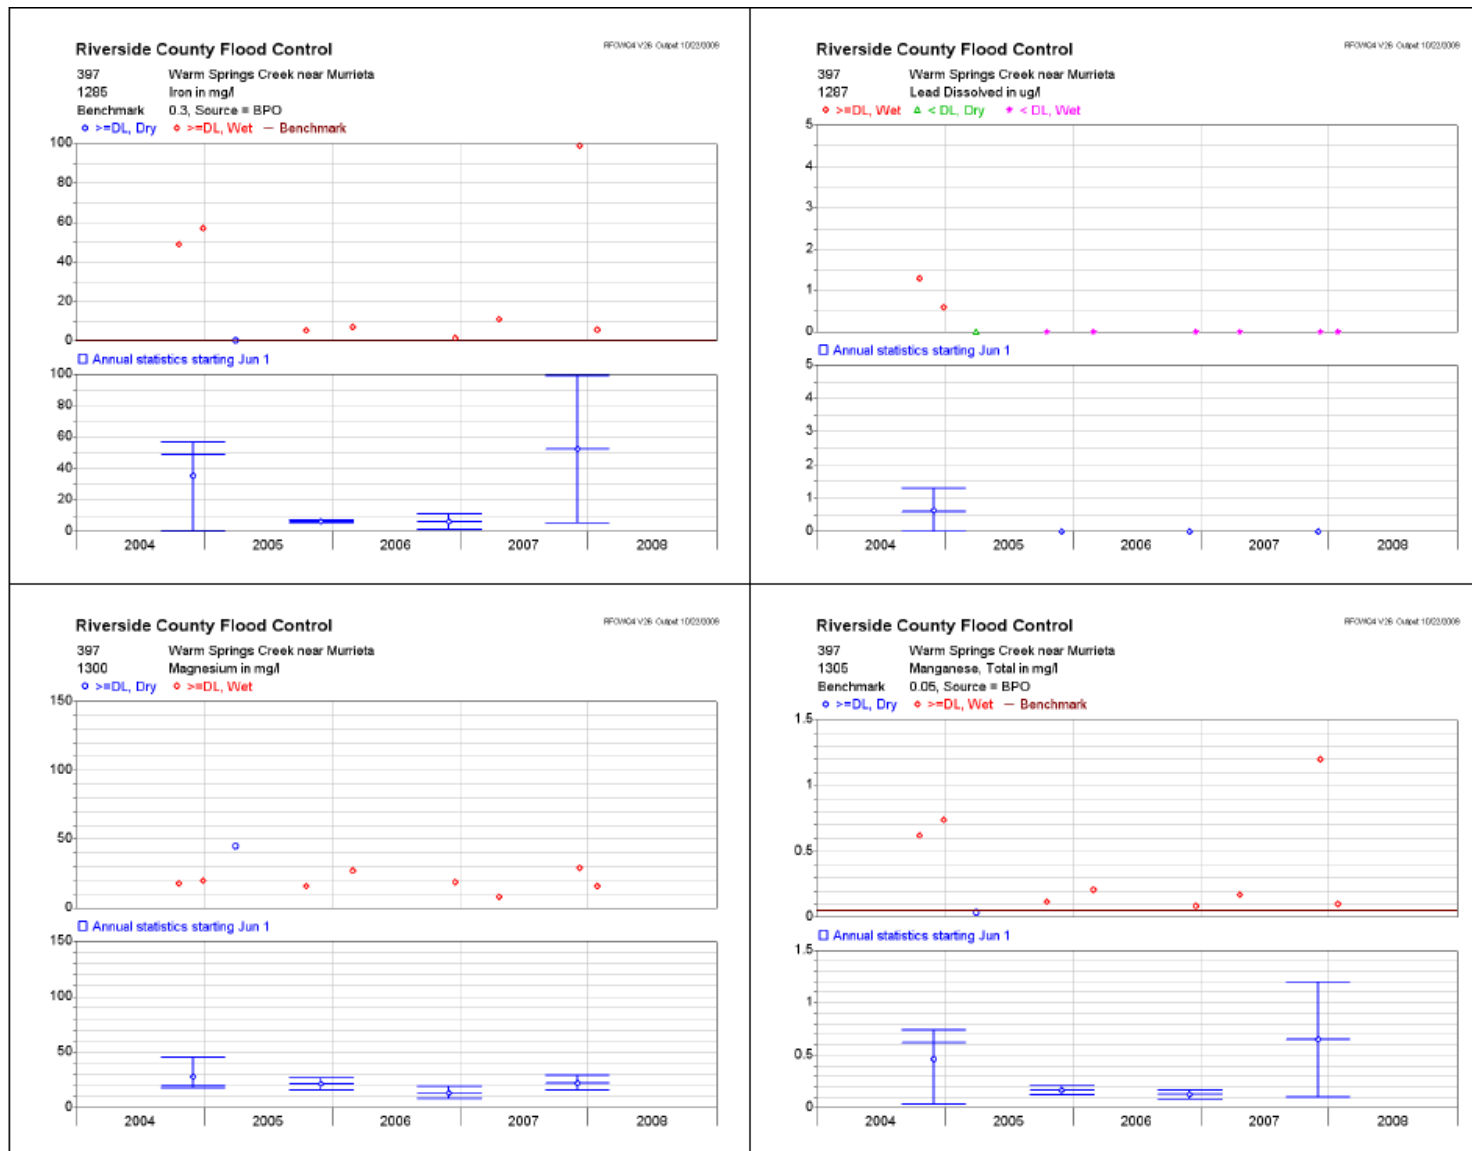 Riverside County Flood Control
397 Warm Springs Creek near Murrieta
1285 Iron in mg/l
Benchmark 0.3, Source = BPO
>=DL, Dry >=DL, Wet Benchmark
100
80
60
40
20
0
Annual statistics starting Jun 1
100
80
60
40
20
0
2004 2005 2006 2007 2008
Riverside County Flood Control
397 Warm Springs Creek near Murrieta
1287 Lead Dissolved in ug/l
>=DL, Wet < DL, Dry < DL, Wet
5
4
3
2
1
0
Annual statistics starting Jun 1
5
4
3
2
1
0
2004 2005 2006 2007 2008
Riverside County Flood Control
397 Warm Springs Creek near Murrieta
1300 Magnesium in mg/l
>=DL, Dry >=DL, Wet
150
100
50
0
Annual statistics starting Jun 1
150
100
50
0
2004 2005 2006 2007 2008
Riverside County Flood Control
397 Warm Springs Creek near Murrieta
1305 Manganese, Total in mg/l
Benchmark 0.05, Source = BPO
>=DL, Dry >=DL, Wet Benchmark
1.5
1
0.5
0
Annual statistics starting Jun 1
1.5
1
0.5
0
2004 2005 2006 2007 2008